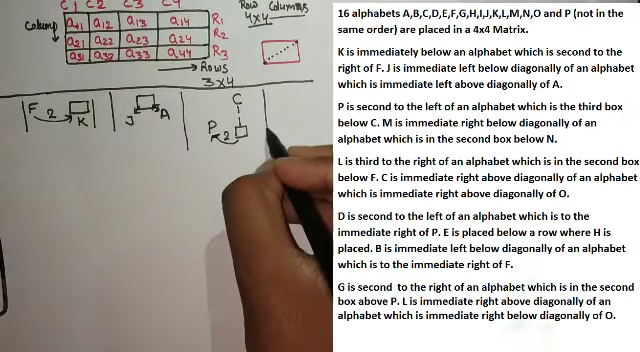 C1 C2 C3 C4
Row Columns
4x4
Column
a11 a12 a13 a14 R1
a21 a22 a23 a24 R2
a31 a32 a33 a44 R3
Rows
3x4
F 2 K
J A
C
P 2
16 alphabets A,B,C,D,E,F,G,H,I,J,K,L,M,N,O and P (not in the
same order) are placed in a 4x4 Matrix.
K is immediately below an alphabet which is second to the
right of F. J is immediate left below diagonally of an alphabet
which is immediate left above diagonally of A.
P is second to the left of an alphabet which is the third box
below C. M is immediate right below diagonally of an
alphabet which is in the second box below N.
L is third to the right of an alphabet which is in the second box
below F. C is immediate right above diagonally of an alphabet
which is immediate right above diagonally of O.
D is second to the left of an alphabet which is to the
immediate right of P. E is placed below a row where H is
placed. B is immediate left below diagonally of an alphabet
which is to the immediate right of F.
G is second to the right of an alphabet which is in the second
box above P. L is immediate right above diagonally of an
alphabet which is immediate right below diagonally of O.